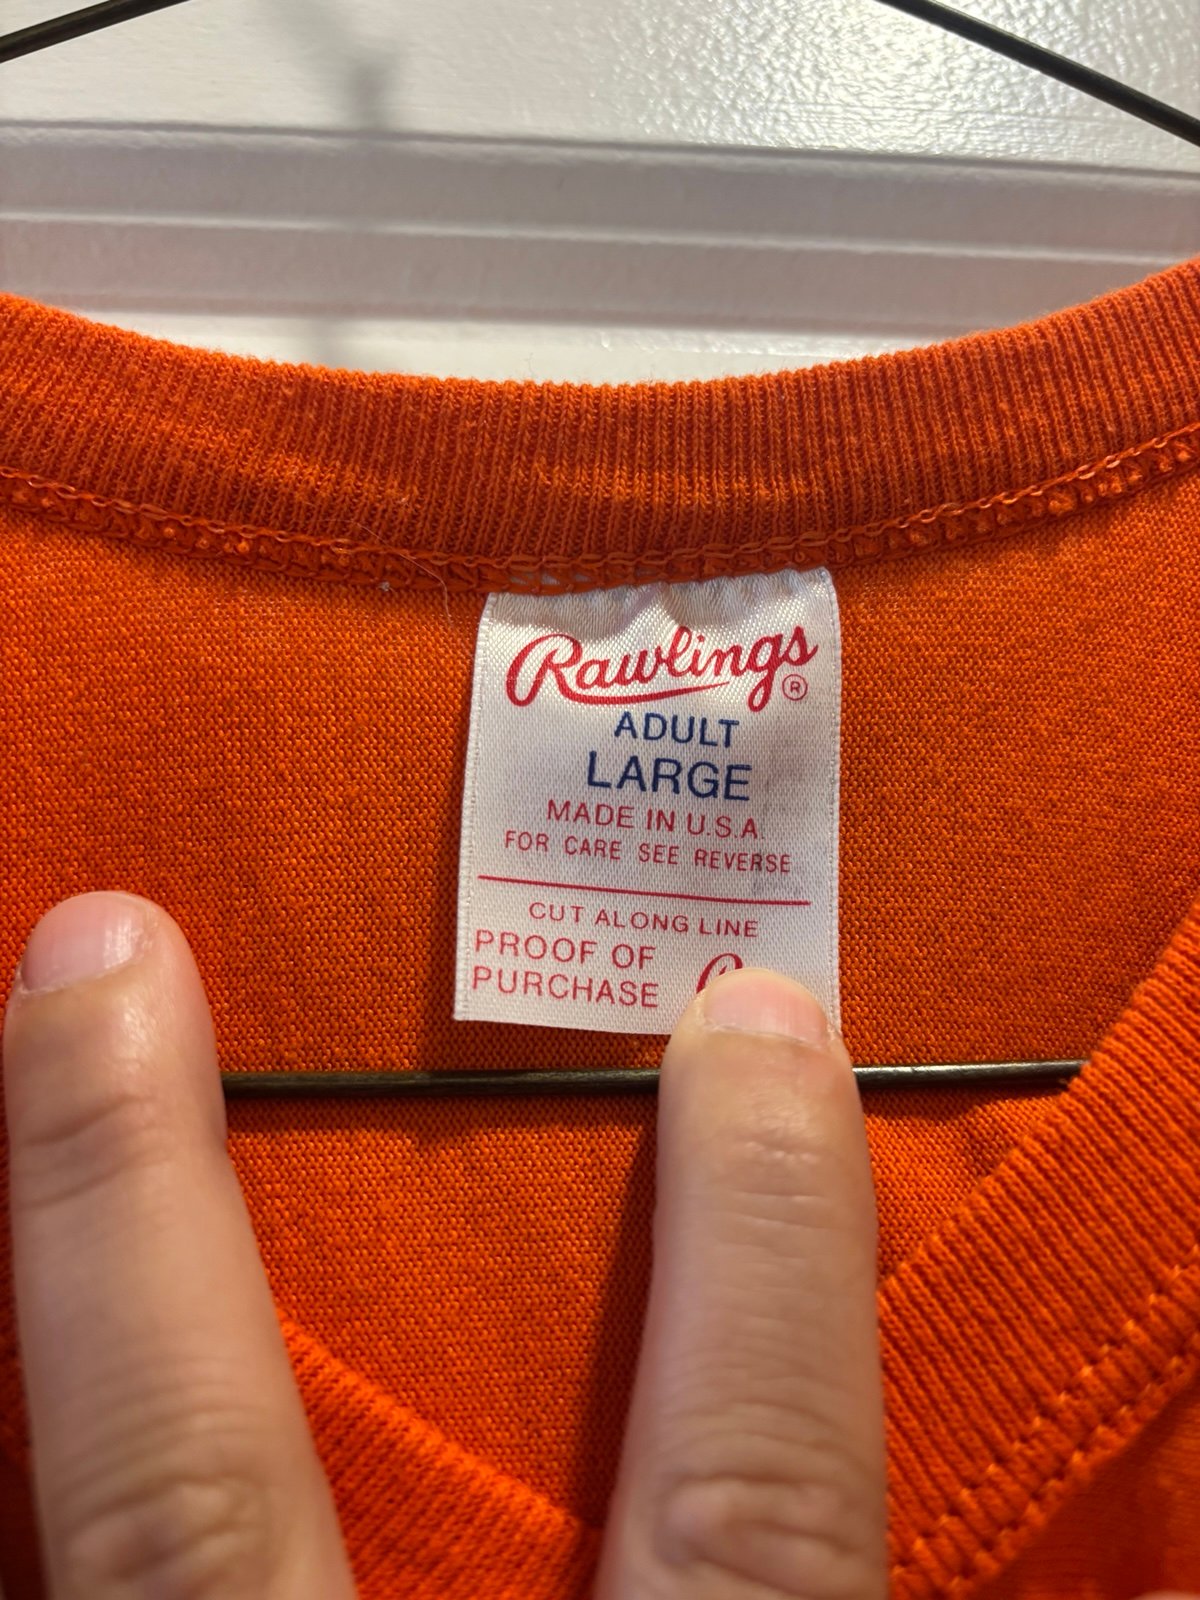 Rawlings®
ADULT
LARGE
MADE IN U.S.A
FOR CARE SEE REVERSE
CUT ALONG LINE
PROOF OF
PURCHASE